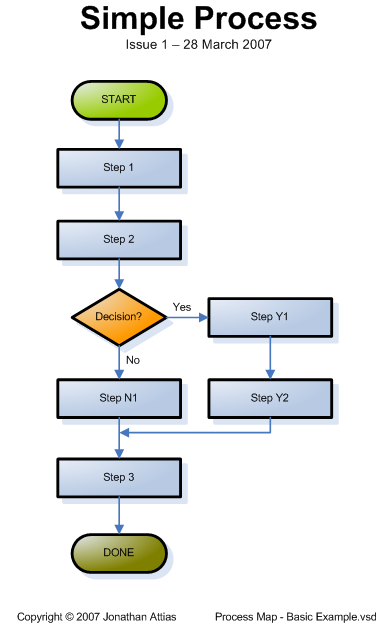 Simple Process
Issue 1 – 28 March 2007
START
Step 1
Step 2
Decision?
Yes
Step Y1
No
Step N1
Step Y2
Step 3
DONE
Copyright © 2007 Jonathan Attias
Process Map - Basic Example.vsd